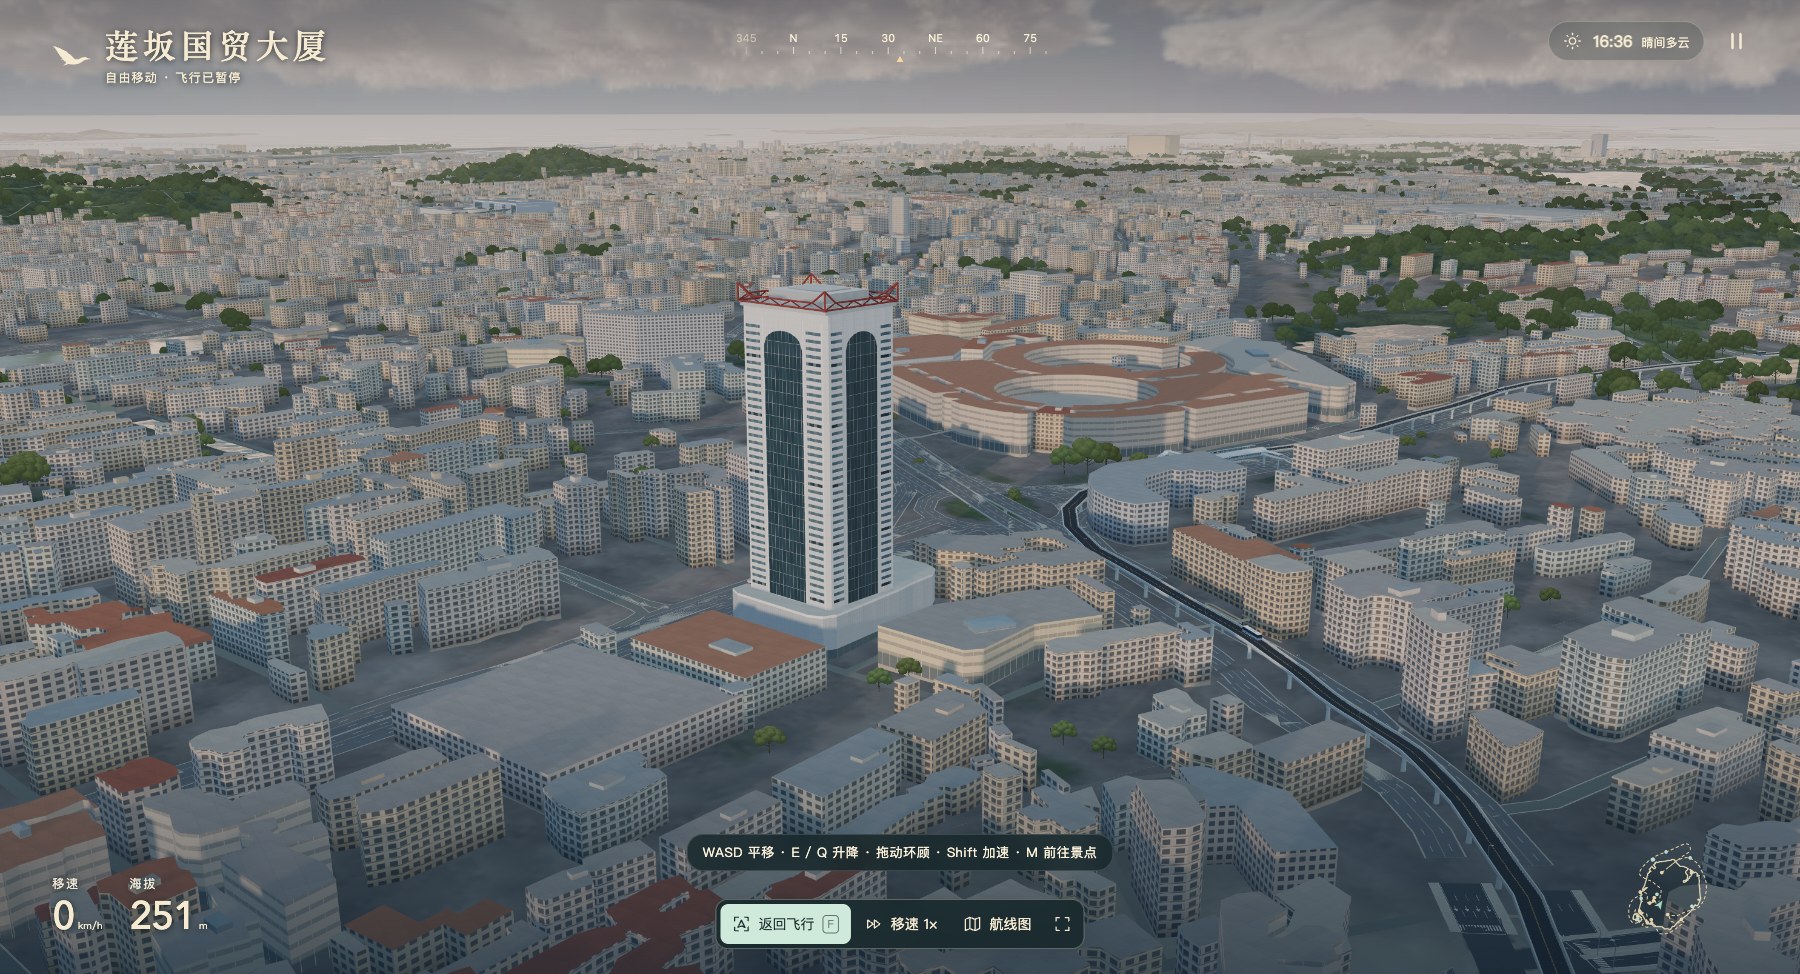 莲坂国贸大厦
自由移动 · 飞行已暂停
345 N 15 30 NE 60 75
16:36 晴间多云
WASD 平移 · E / Q 升降 · 拖动环顾 · Shift 加速 · M 前往景点
移速 海拔
0 km/h 251 m
返回飞行 F 移速 1x 航线图